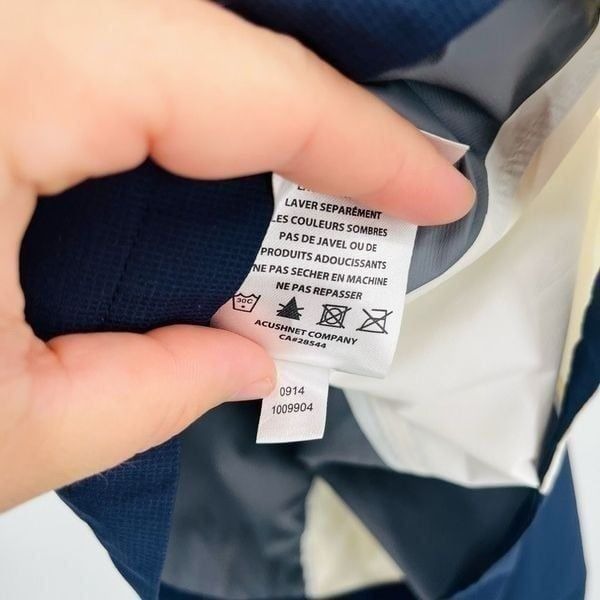 LAVER SEPARÉMENT
LES COULEURS SOMBRES
PAS DE JAVEL OU DE
PRODUITS ADOUCISSANTS
NE PAS SECHER EN MACHINE
NE PAS REPASSER
30C
ACUSHNET COMPANY
CA#28544
0914
1009904